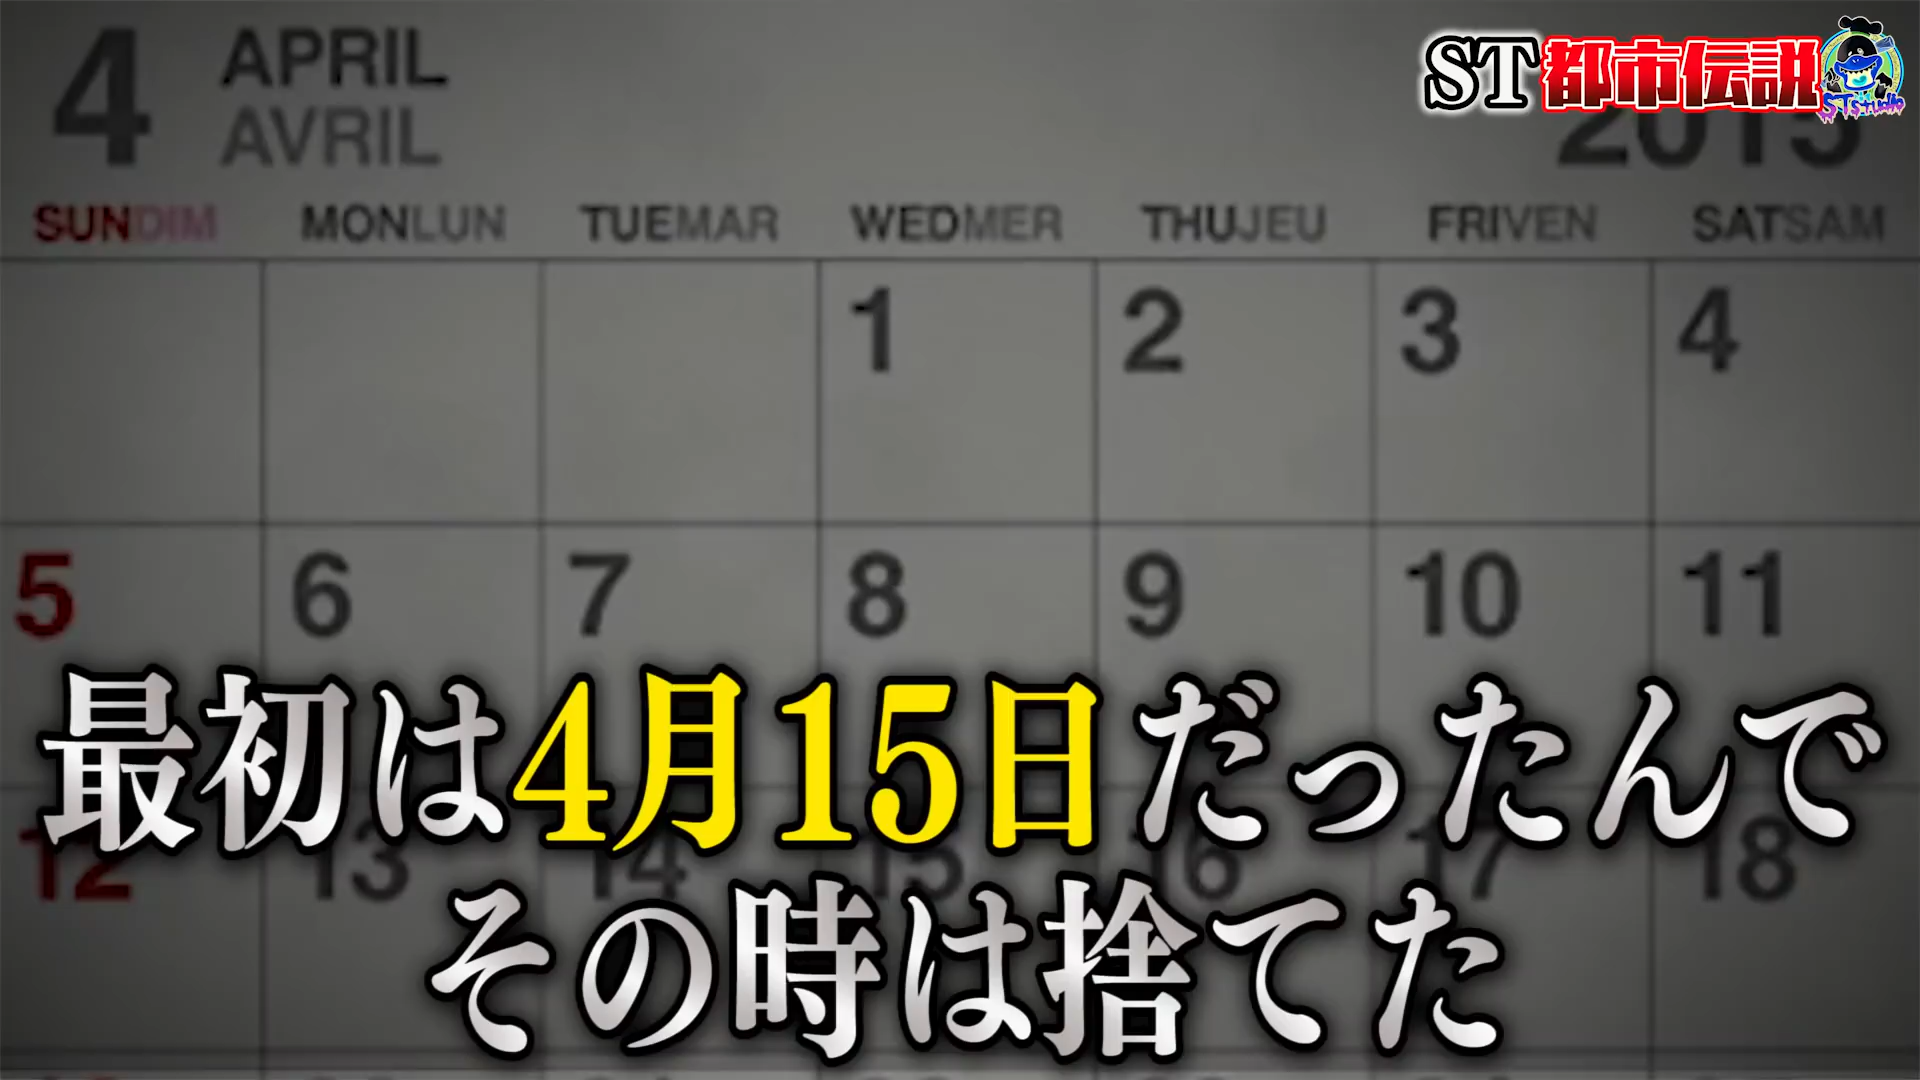 4 APRIL
AVRIL
ST都市伝説
STstudio
2015
SUNDIM MONLUN TUEMAR WEDMER THUJEU FRIVEN SATSAM
1 2 3 4
5 6 7 8 9 10 11
最初は4月15日だったんで
12 13 14 15 16 17 18
その時は捨てた